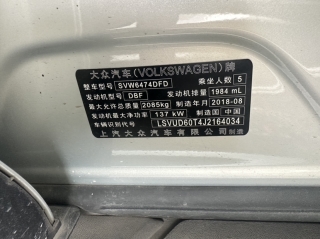 大众汽车(VOLKSWAGEN)牌
整车型号 SVW6474DFD 乘坐人数 5
发动机型号 DBF 发动机排量 1984 mL
最大允许总质量 2085kg 制造年月 2018-08
发动机最大净功率 137 kW 制造国 中国
车辆识别代号 LSVUD60T4J2164034
上汽大众汽车有限公司 制造